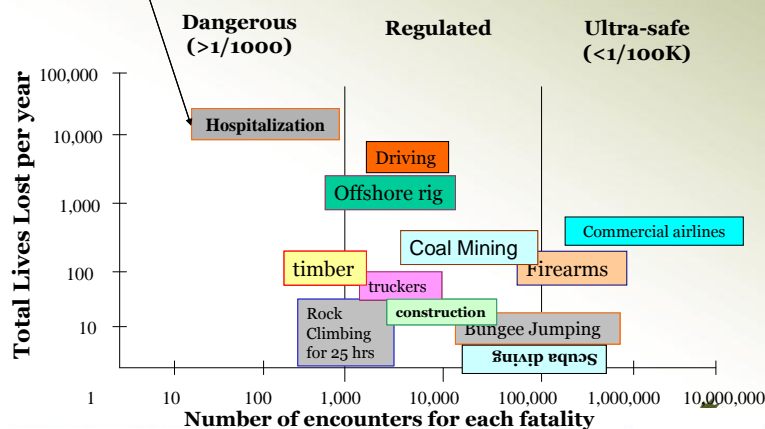 Dangerous
(>1/1000)
Regulated
Ultra-safe
(<1/100K)
Total Lives Lost per year
100,000
10,000
1,000
100
10
Hospitalization
Driving
Offshore rig
Commercial airlines
Coal Mining
timber
Firearms
truckers
Rock
Climbing
for 25 hrs
construction
Bungee Jumping
Scuba diving
1
10
100
1,000
10,000
100,000
1,000,000
10,000,000
Number of encounters for each fatality